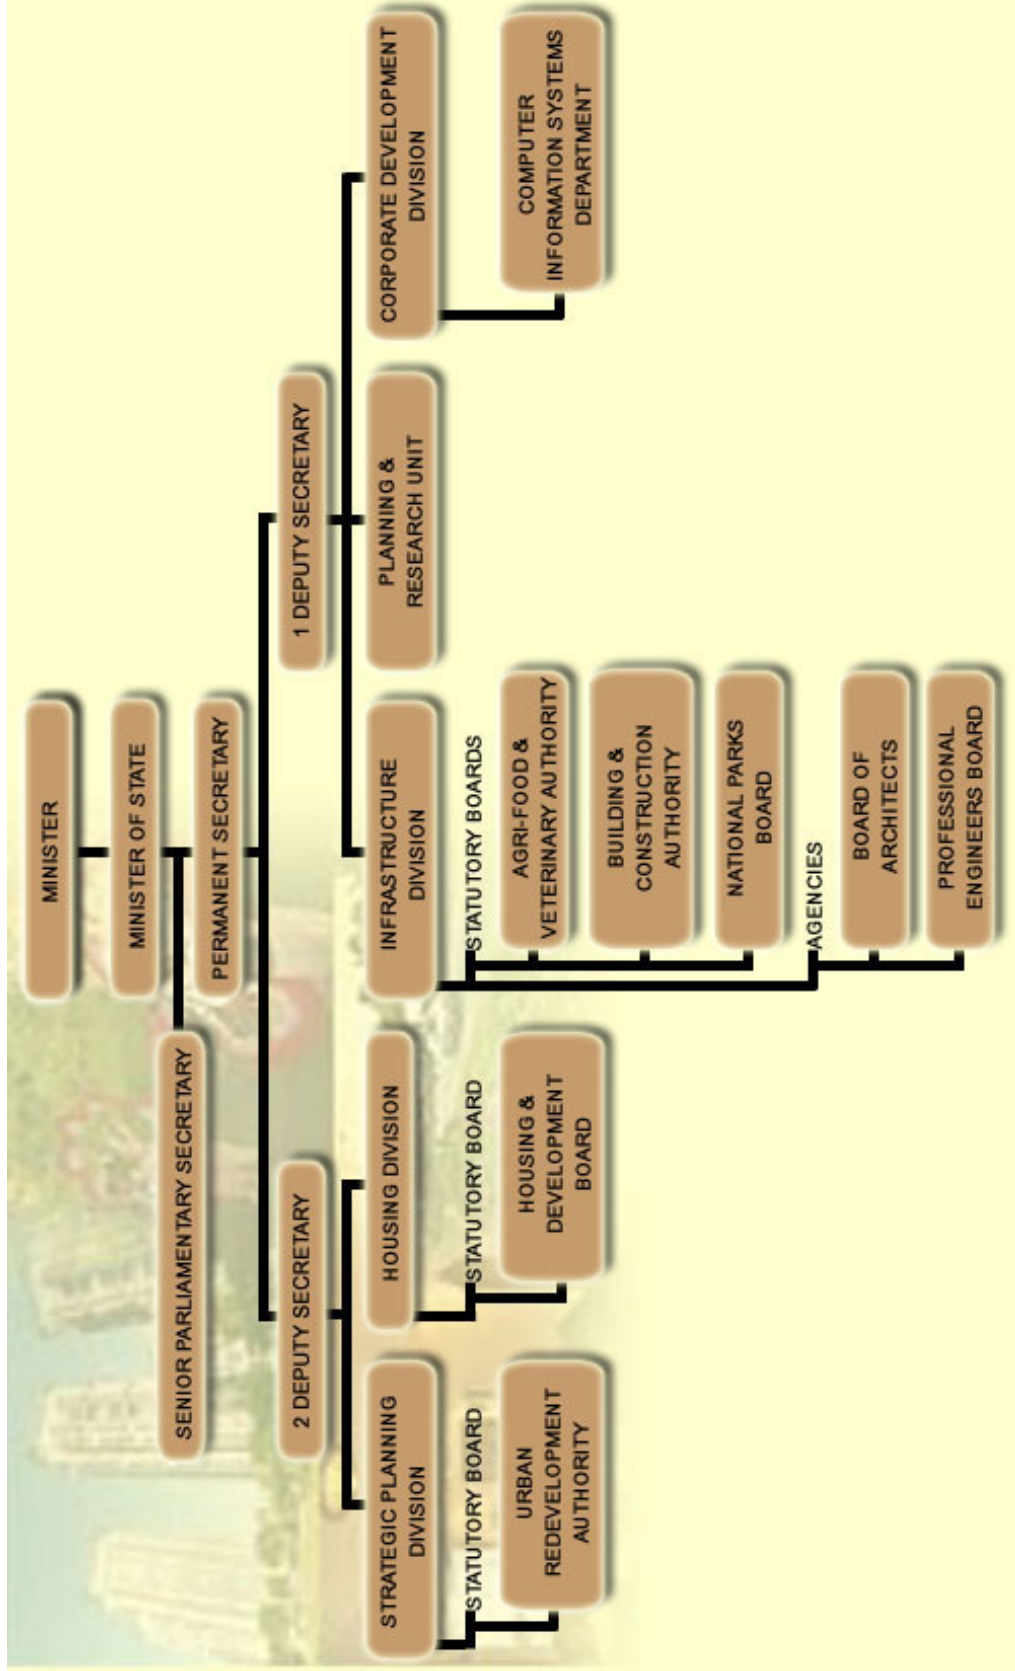 MINISTER
MINISTER OF STATE
SENIOR PARLIAMENTARY SECRETARY
PERMANENT SECRETARY
2 DEPUTY SECRETARY
1 DEPUTY SECRETARY
STRATEGIC PLANNING
DIVISION
HOUSING DIVISION
INFRASTRUCTURE
DIVISION
PLANNING &
RESEARCH UNIT
CORPORATE DEVELOPMENT
DIVISION
STATUTORY BOARD
URBAN
REDEVELOPMENT
AUTHORITY
STATUTORY BOARD
HOUSING &
DEVELOPMENT
BOARD
STATUTORY BOARDS
AGRI-FOOD &
VETERINARY AUTHORITY
BUILDING &
CONSTRUCTION
AUTHORITY
NATIONAL PARKS
BOARD
AGENCIES
BOARD OF
ARCHITECTS
PROFESSIONAL
ENGINEERS BOARD
COMPUTER
INFORMATION SYSTEMS
DEPARTMENT